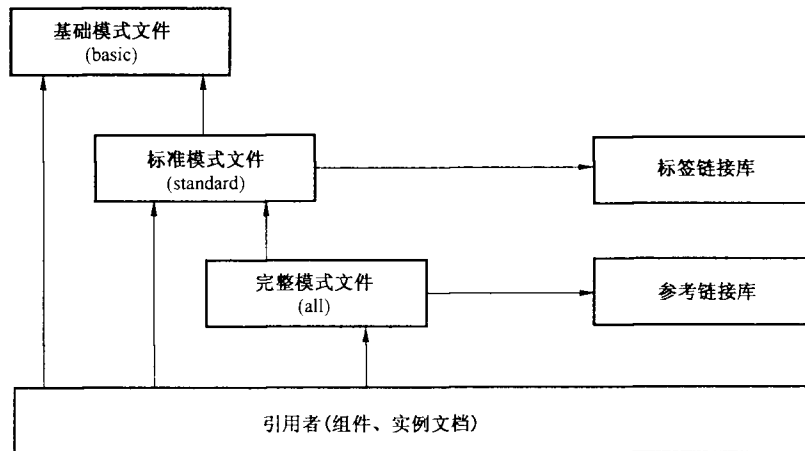 基础模式文件
(basic)
标准模式文件
(standard)
标签链接库
完整模式文件
(all)
参考链接库
引用者(组件、实例文档)